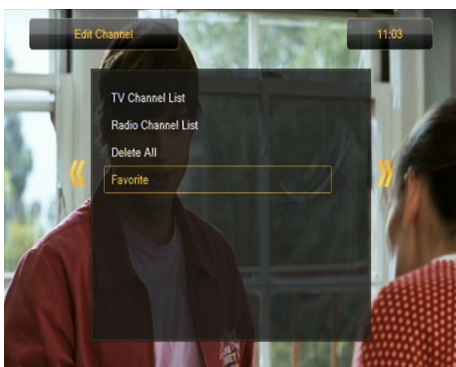 Edit Channel
11:03
TV Channel List
Radio Channel List
Delete All
Favorite